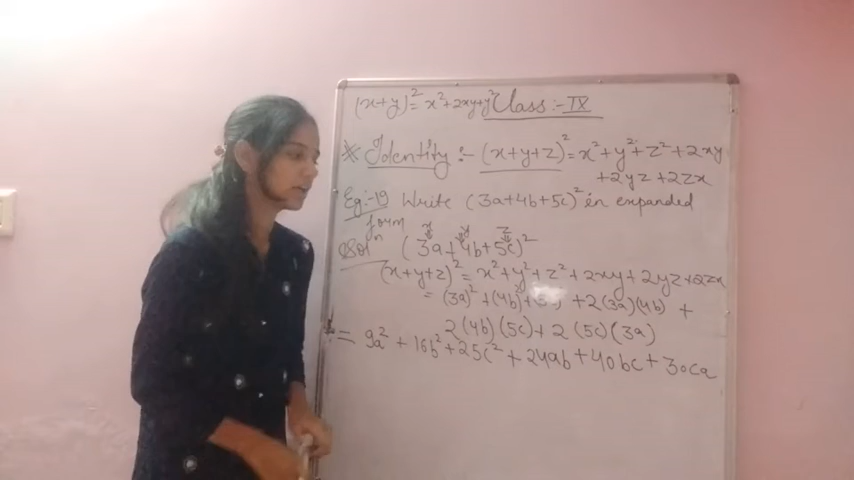 (x+y)² = x²+2xy+y² Class :- IX
* Identity :- (x+y+z)² = x²+y²+z²+2xy
+2yz+2zx
Eg:-19 Write (3a+4b+5c)² in expanded
form
x y z
Solⁿ (3a+4b+5c)²
(x+y+z)² = x²+y²+z²+2xy+2yz+2zx
= (3a)²+(4b)²+(5c)²+2(3a)(4b)+
2(4b)(5c)+2(5c)(3a)
= 9a²+16b²+25c²+24ab+40bc+30ca